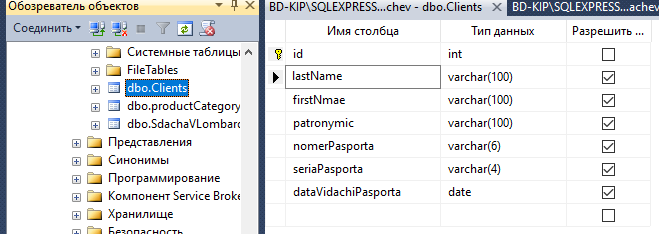 Обозреватель объектов
Соединить
Системные таблицы
FileTables
dbo.Clients
dbo.productCategory
dbo.SdachaVLombard
Представления
Синонимы
Программирование
Компонент Service Broke
Хранилище
Безопасность
BD-KIP\SQLEXPRESS...chev - dbo.Clients
BD-KIP\SQLEXPRESS...achev
Имя столбца Тип данных Разрешить ...
id int
lastName varchar(100)
firstNmae varchar(100)
patronymic varchar(100)
nomerPasporta varchar(6)
seriaPasporta varchar(4)
dataVidachiPasporta date